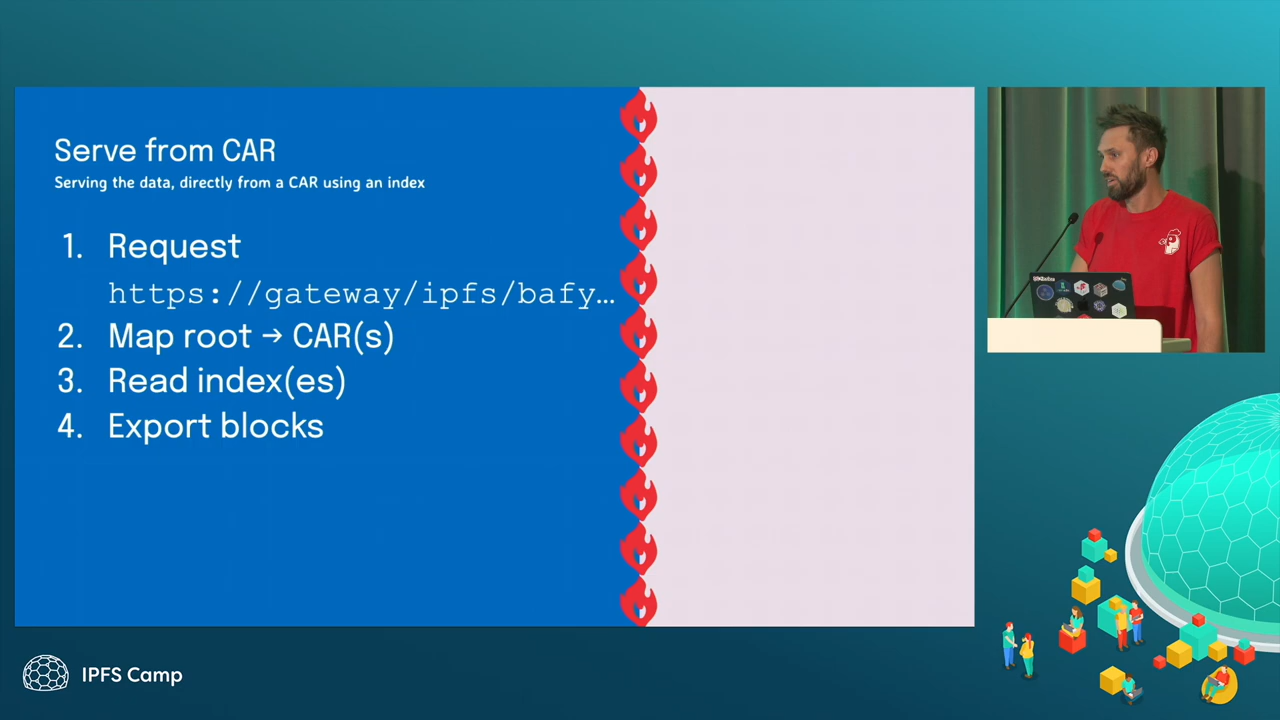 Serve from CAR
Serving the data, directly from a CAR using an index
1. Request
https://gateway/ipfs/bafy…
2. Map root → CAR(s)
3. Read index(es)
4. Export blocks
IPFS Camp